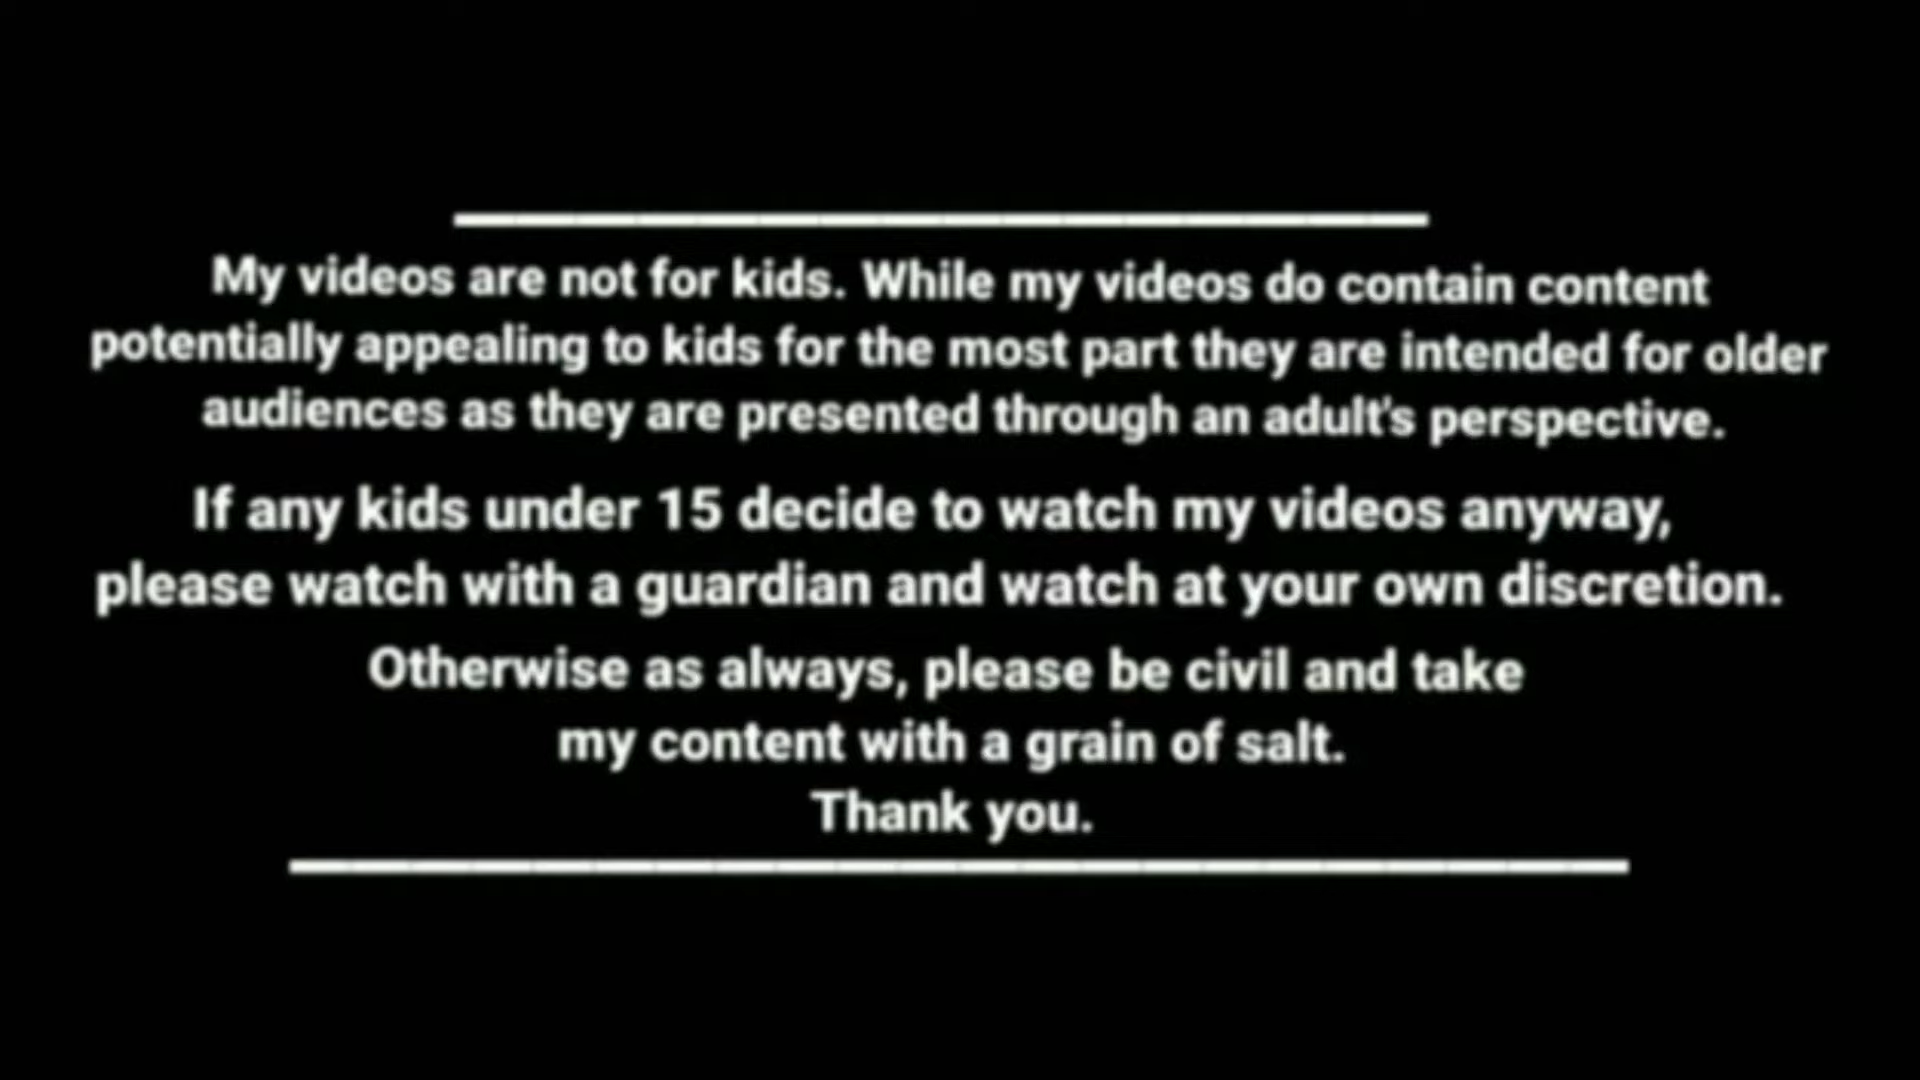 My videos are not for kids. While my videos do contain content
potentially appealing to kids for the most part they are intended for older
audiences as they are presented through an adult's perspective.
If any kids under 15 decide to watch my videos anyway,
please watch with a guardian and watch at your own discretion.
Otherwise as always, please be civil and take
my content with a grain of salt.
Thank you.